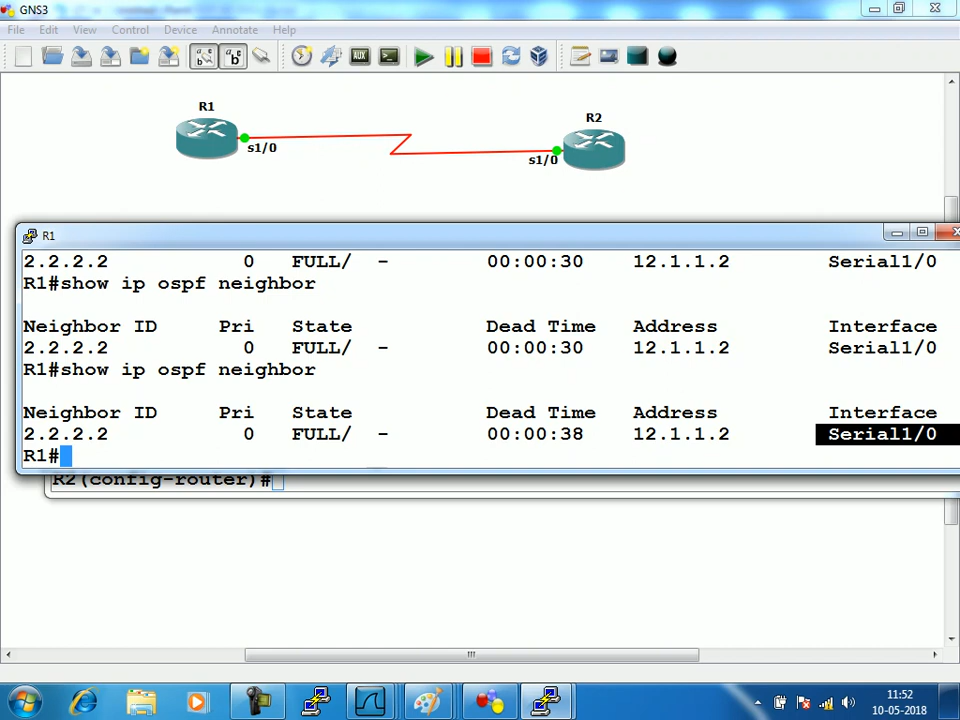 GNS3
File Edit View Control Device Annotate Help
R1
s1/0
R2
s1/0
R1
2.2.2.2 0 FULL/ - 00:00:30 12.1.1.2 Serial1/0
R1#show ip ospf neighbor
Neighbor ID Pri State Dead Time Address Interface
2.2.2.2 0 FULL/ - 00:00:30 12.1.1.2 Serial1/0
R1#show ip ospf neighbor
Neighbor ID Pri State Dead Time Address Interface
2.2.2.2 0 FULL/ - 00:00:38 12.1.1.2 Serial1/0
R1#
R2(config-router)#
11:52
10-05-2018